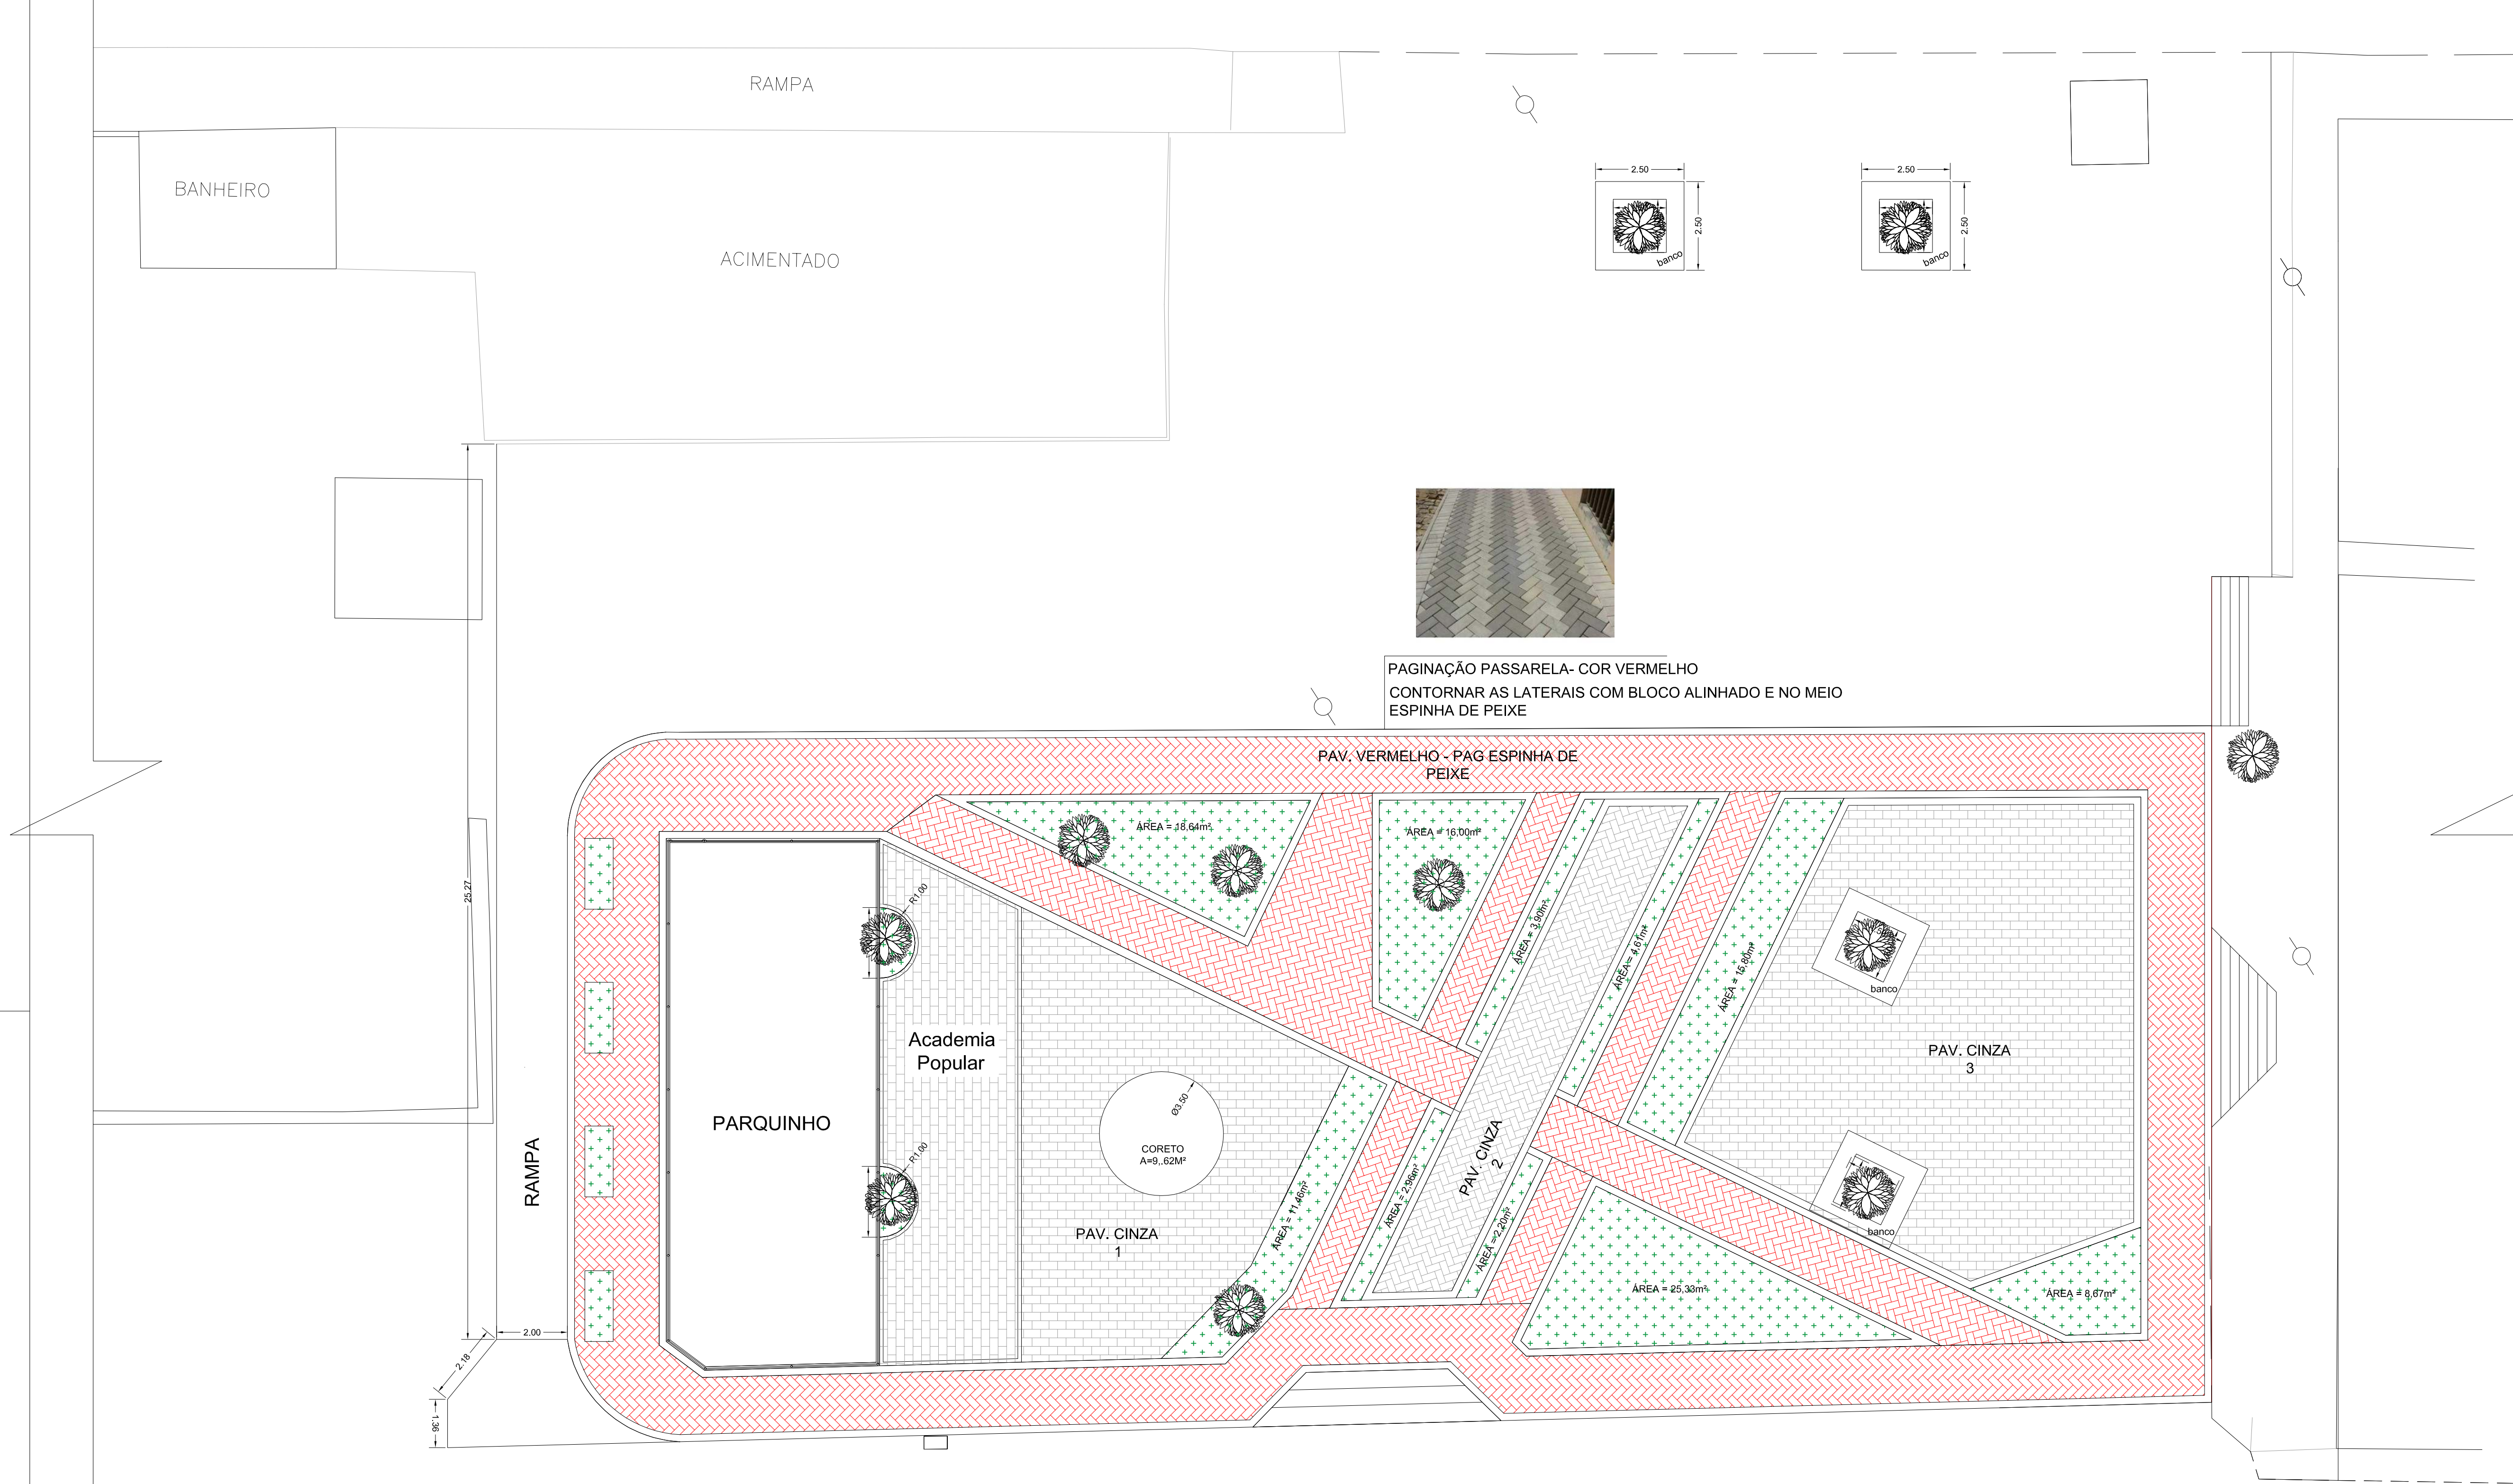 RAMPA
BANHEIRO
ACIMENTADO
2.50
2.50
banco
2.50
2.50
banco
PAGINAÇÃO PASSARELA- COR VERMELHO
CONTORNAR AS LATERAIS COM BLOCO ALINHADO E NO MEIO
ESPINHA DE PEIXE
PAV. VERMELHO - PAG ESPINHA DE
PEIXE
ÁREA = 18,64m²
ÁREA = 16,00m²
25.27
R1.00
ÁREA = 3,90m²
ÁREA = 4,61m²
ÁREA = 15,80m²
banco
Academia
Popular
PAV. CINZA
3
PARQUINHO
Ø3.50
CORETO
A=9,.62M²
R1.00
RAMPA
PAV. CINZA
1
ÁREA = 11,46m²
ÁREA = 2,96m²
PAV. CINZA
2
ÁREA = 2,20m²
banco
ÁREA = 25,33m²
ÁREA = 8,67m²
2.00
2.18
1.36